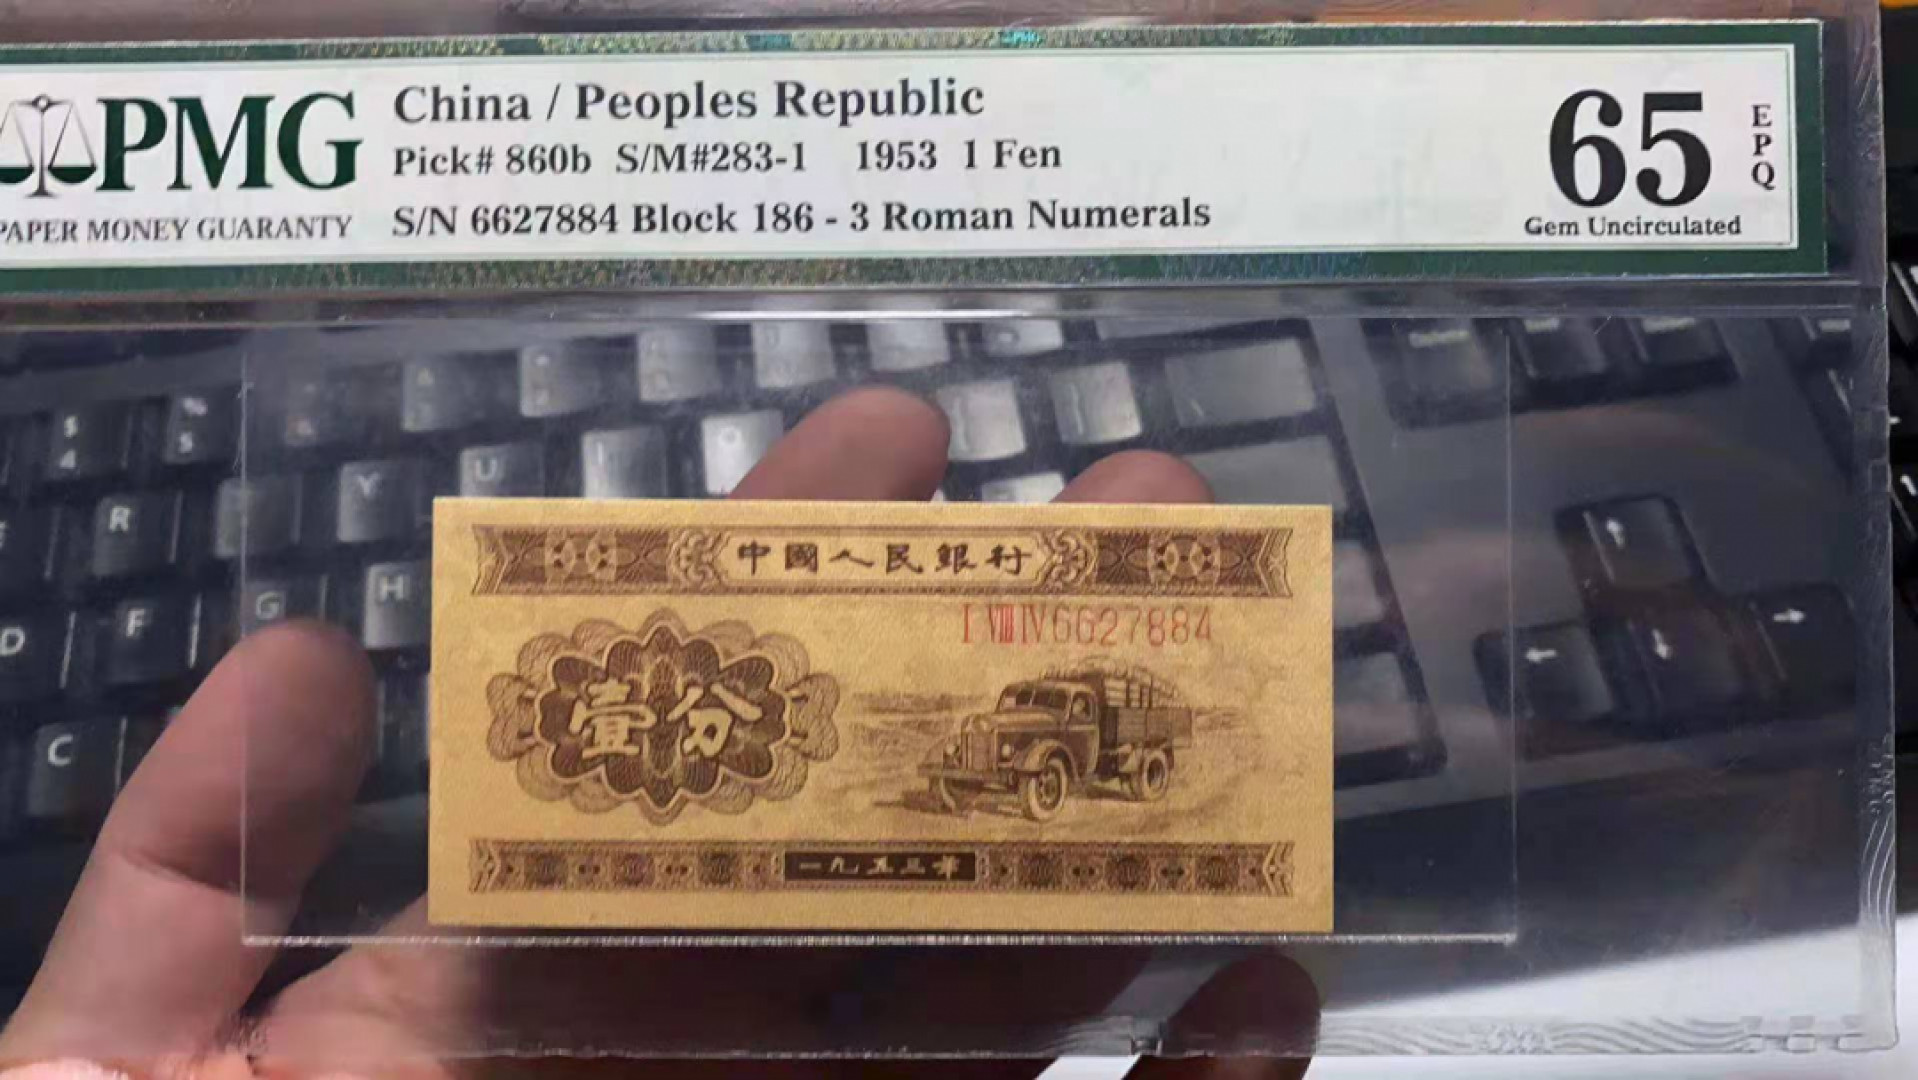 PMG
PAPER MONEY GUARANTY
China / Peoples Republic
Pick# 860b S/M#283-1 1953 1 Fen
S/N 6627884 Block 186 - 3 Roman Numerals
65
EPQ
Gem Uncirculated
$
4
%
5
R
Y
U
I
O
D
F
G
H
C
中國人民銀行
I VIII IV 6627884
壹分
一九五三年